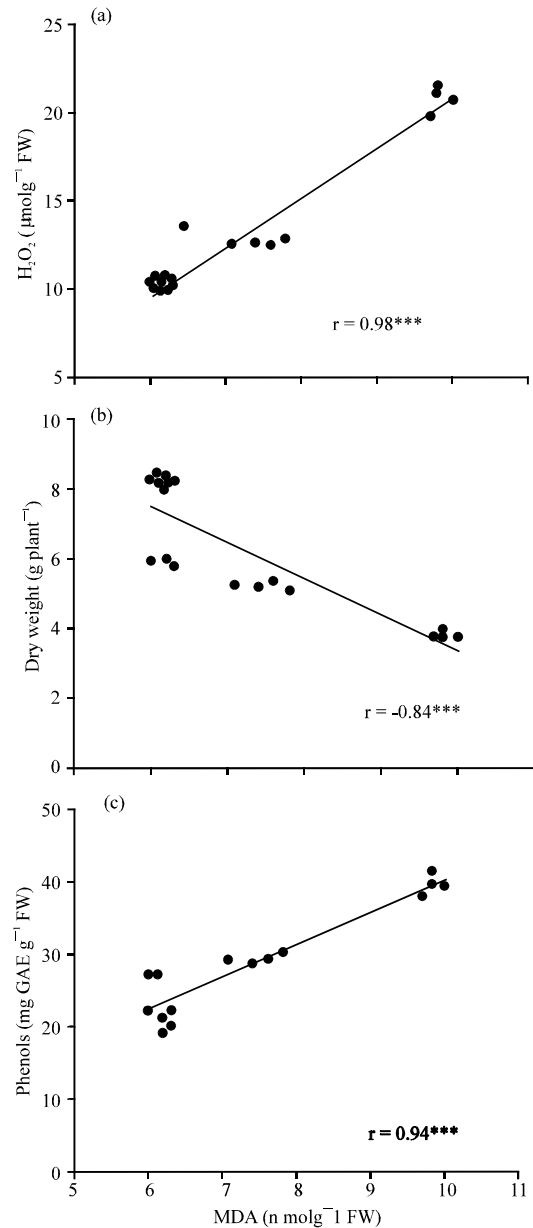 (a)
H₂O₂ (μmolg⁻¹ FW)
25
20
15
10
5
r = 0.98***
(b)
Dry weight (g plant⁻¹)
10
8
6
4
2
0
r = -0.84***
(c)
Phenols (mg GAE g⁻¹ FW)
50
40
30
20
10
0
r = 0.94***
5 6 7 8 9 10 11
MDA (n molg⁻1 FW)